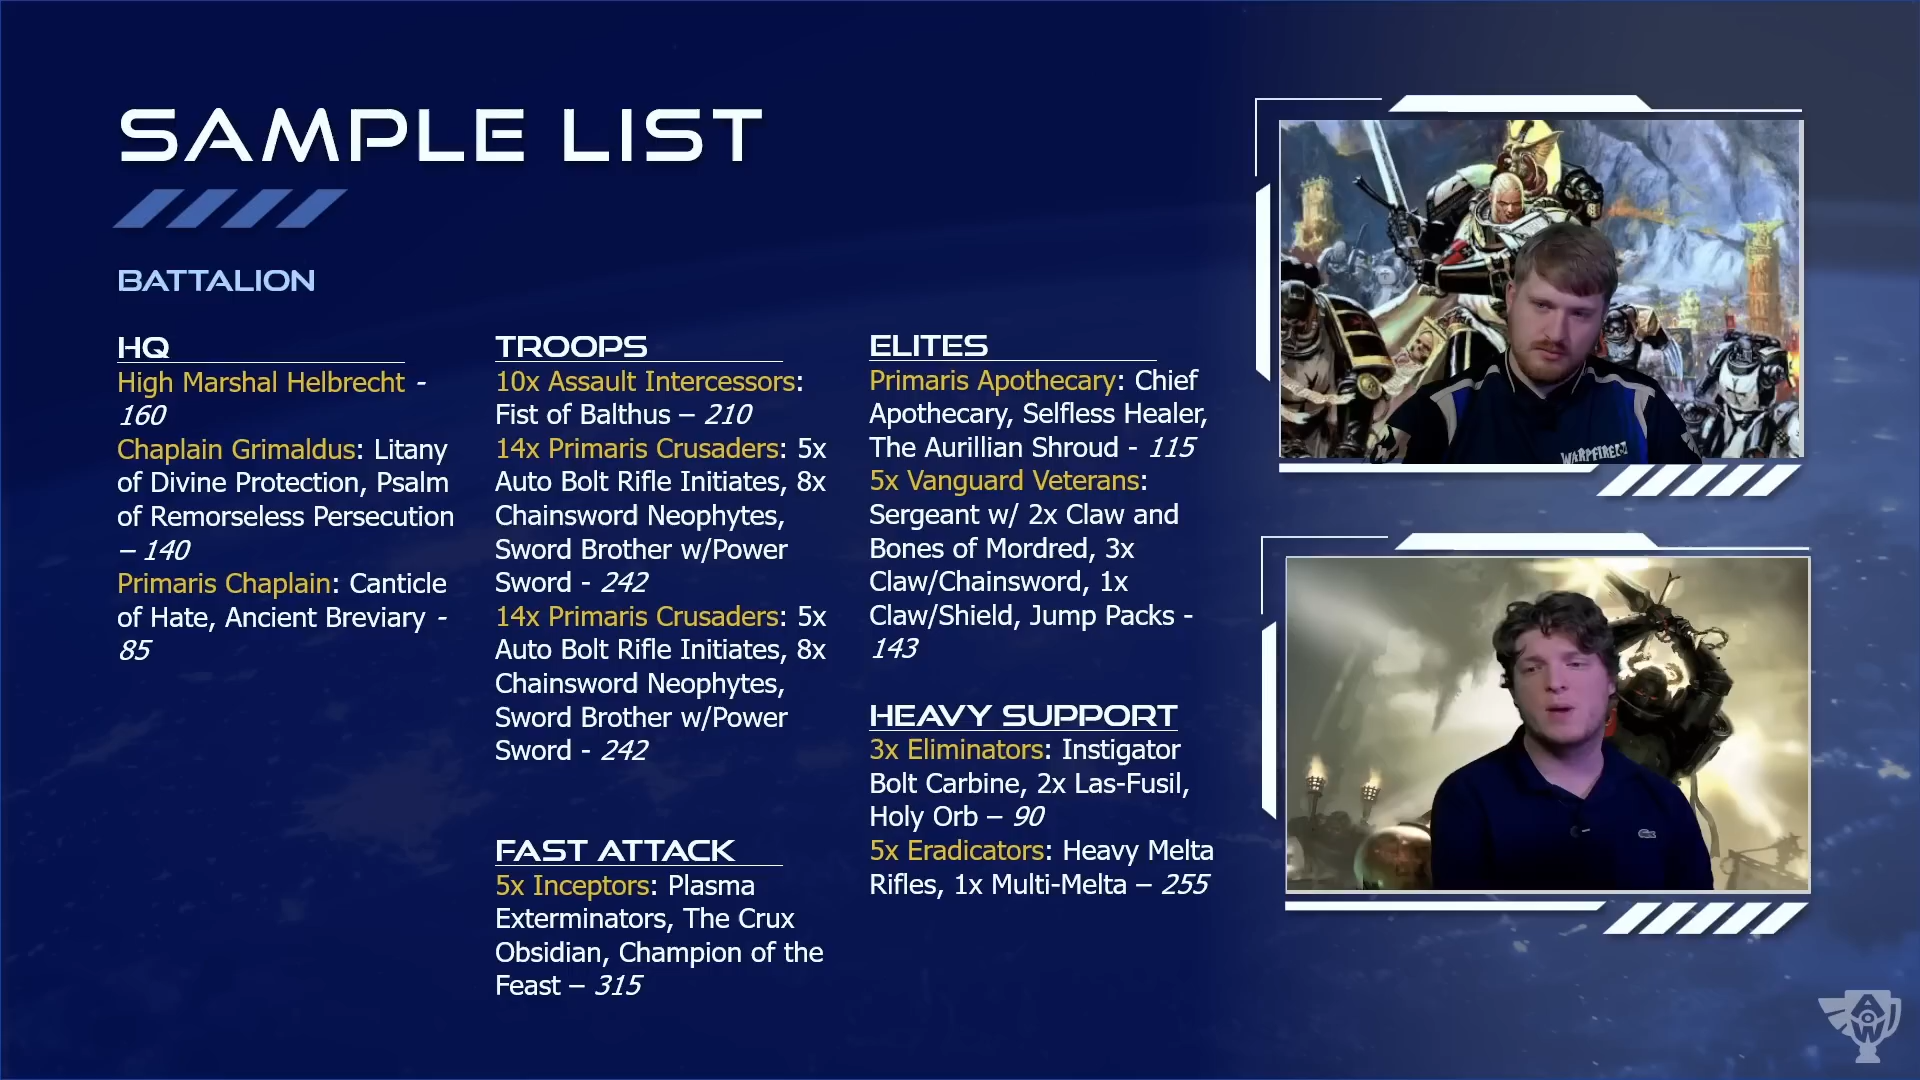 SAMPLE LIST
BATTALION
HQ
High Marshal Helbrecht -
160
Chaplain Grimaldus: Litany
of Divine Protection, Psalm
of Remorseless Persecution
– 140
Primaris Chaplain: Canticle
of Hate, Ancient Breviary -
85
TROOPS
10x Assault Intercessors:
Fist of Balthus – 210
14x Primaris Crusaders: 5x
Auto Bolt Rifle Initiates, 8x
Chainsword Neophytes,
Sword Brother w/Power
Sword - 242
14x Primaris Crusaders: 5x
Auto Bolt Rifle Initiates, 8x
Chainsword Neophytes,
Sword Brother w/Power
Sword - 242
FAST ATTACK
5x Inceptors: Plasma
Exterminators, The Crux
Obsidian, Champion of the
Feast – 315
ELITES
Primaris Apothecary: Chief
Apothecary, Selfless Healer,
The Aurillian Shroud - 115
5x Vanguard Veterans:
Sergeant w/ 2x Claw and
Bones of Mordred, 3x
Claw/Chainsword, 1x
Claw/Shield, Jump Packs -
143
HEAVY SUPPORT
3x Eliminators: Instigator
Bolt Carbine, 2x Las-Fusil,
Holy Orb – 90
5x Eradicators: Heavy Melta
Rifles, 1x Multi-Melta – 255
AOW